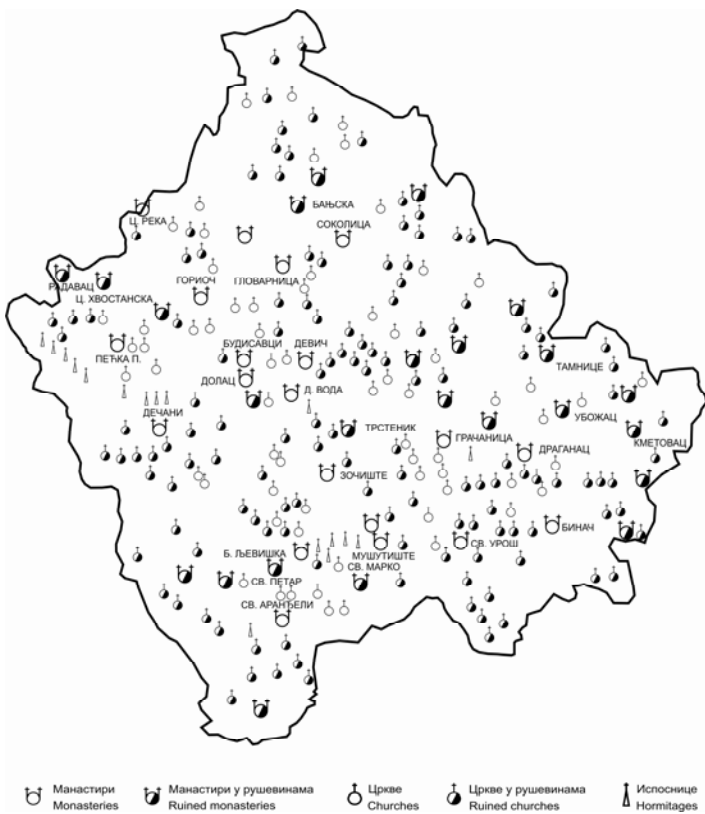 БАЊСКА
Ц. РЕКА
СОКОЛИЦА
РАДАВАЦ
ГОРИОЧ
ГЛОВАРНИЦА
Ц. ХВОСТАНСКА
БУДИСАВЦИ
ДЕВИЧ
ПЕЋКА П.
ТАМНИЦЕ
ДОЛАЦ
Д. ВОДА
ДЕЧАНИ
УБОЖАЦ
ТРСТЕНИК
ГРАЧАНИЦА
КМЕТОВАЦ
ДРАГАНАЦ
ЗОЧИШТЕ
БИНАЧ
Б. ЉЕВИШКА
МУШУТИШТЕ
СВ. УРОШ
СВ. МАРКО
СВ. ПЕТАР
СВ. АРАНЂЕЛИ
Манастири
Monasteries
Манастири у рушевинама
Ruined monasteries
Цркве
Churches
Цркве у рушевинама
Ruined churches
Испоснице
Hormitages